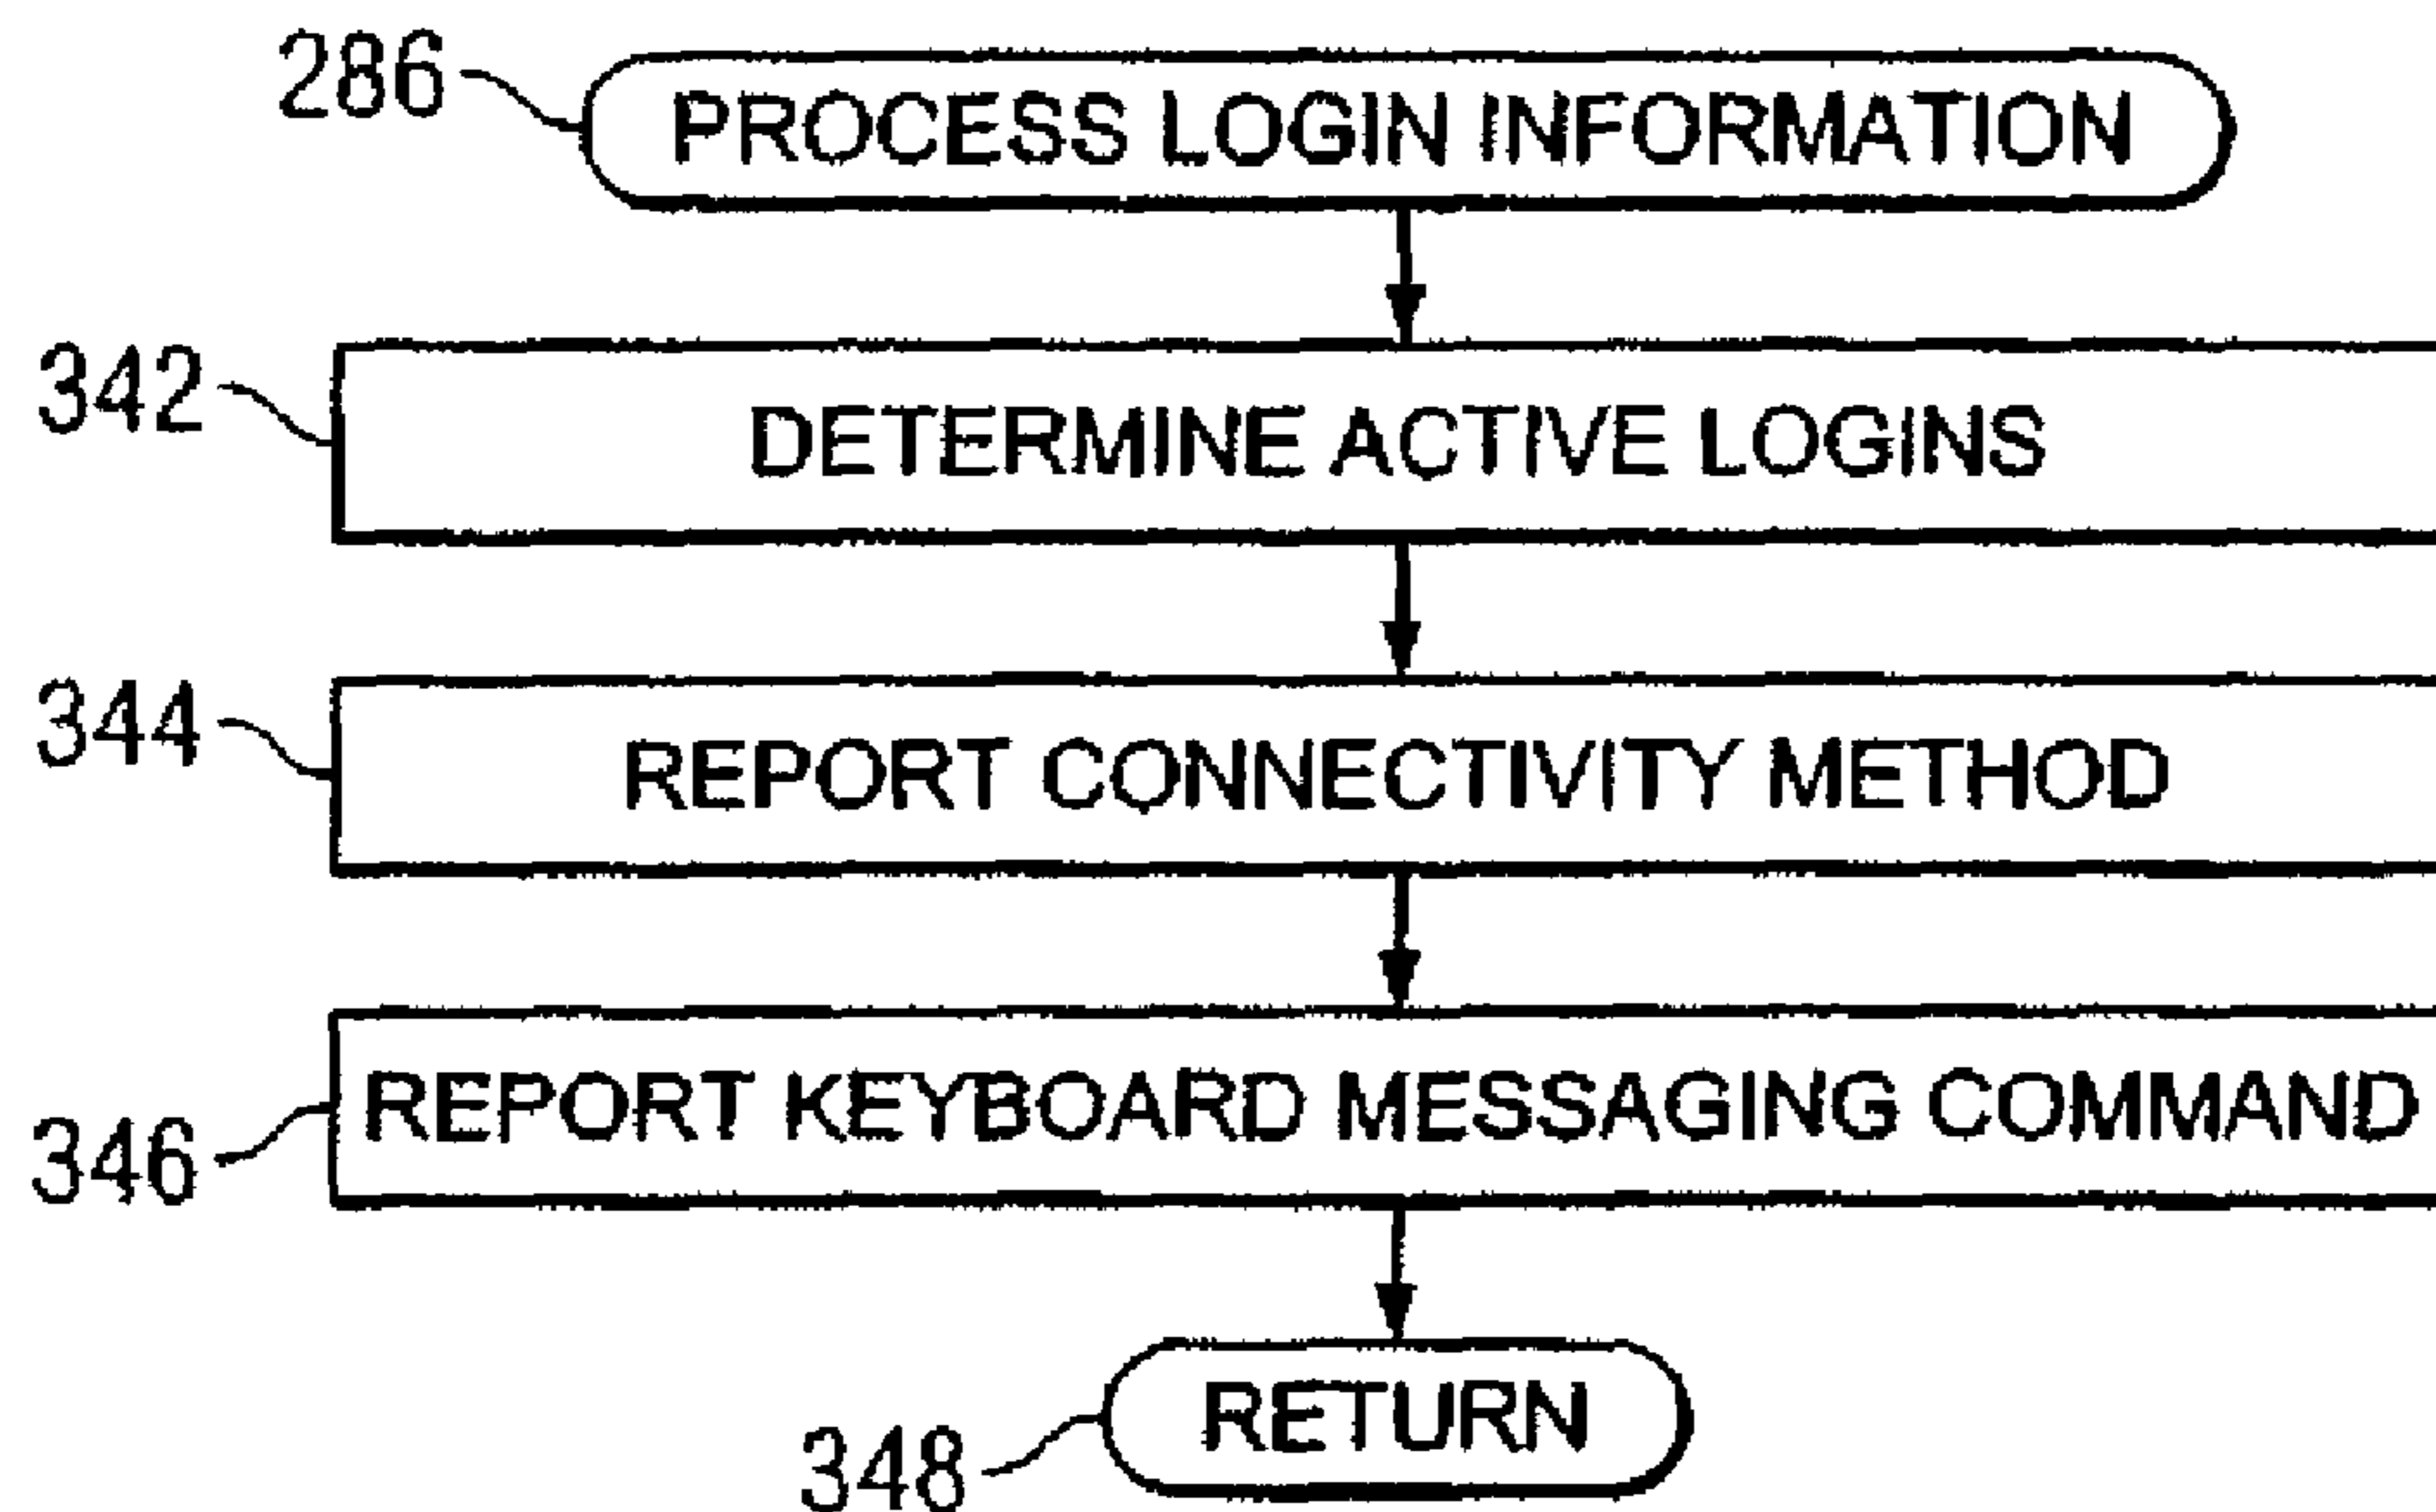 286 PROCESS LOGIN INFORMATION
342 DETERMINE ACTIVE LOGINS
344 REPORT CONNECTIVITY METHOD
346 REPORT KEYBOARD MESSAGING COMMAND
348 RETURN